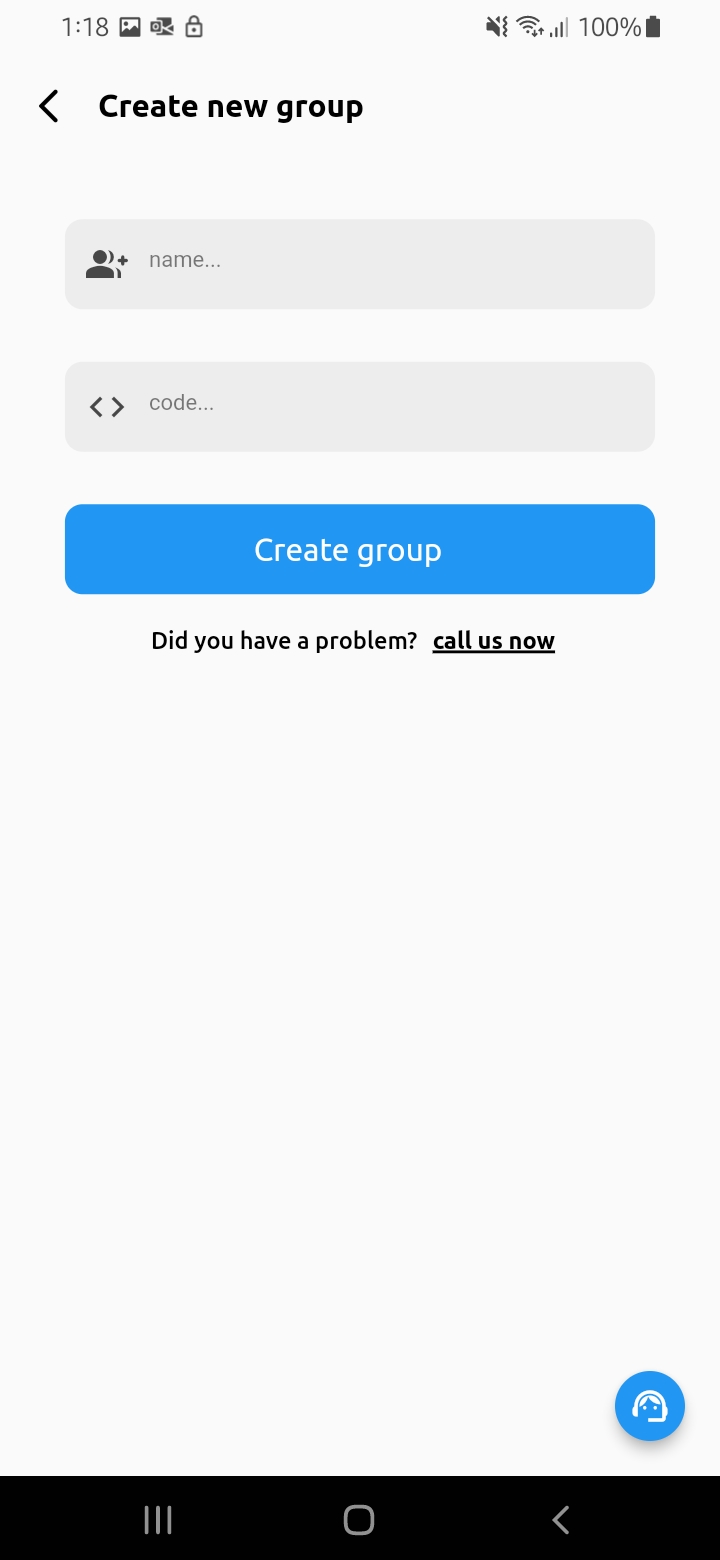 1:18 100%
Create new group
name...
code...
Create group
Did you have a problem? call us now